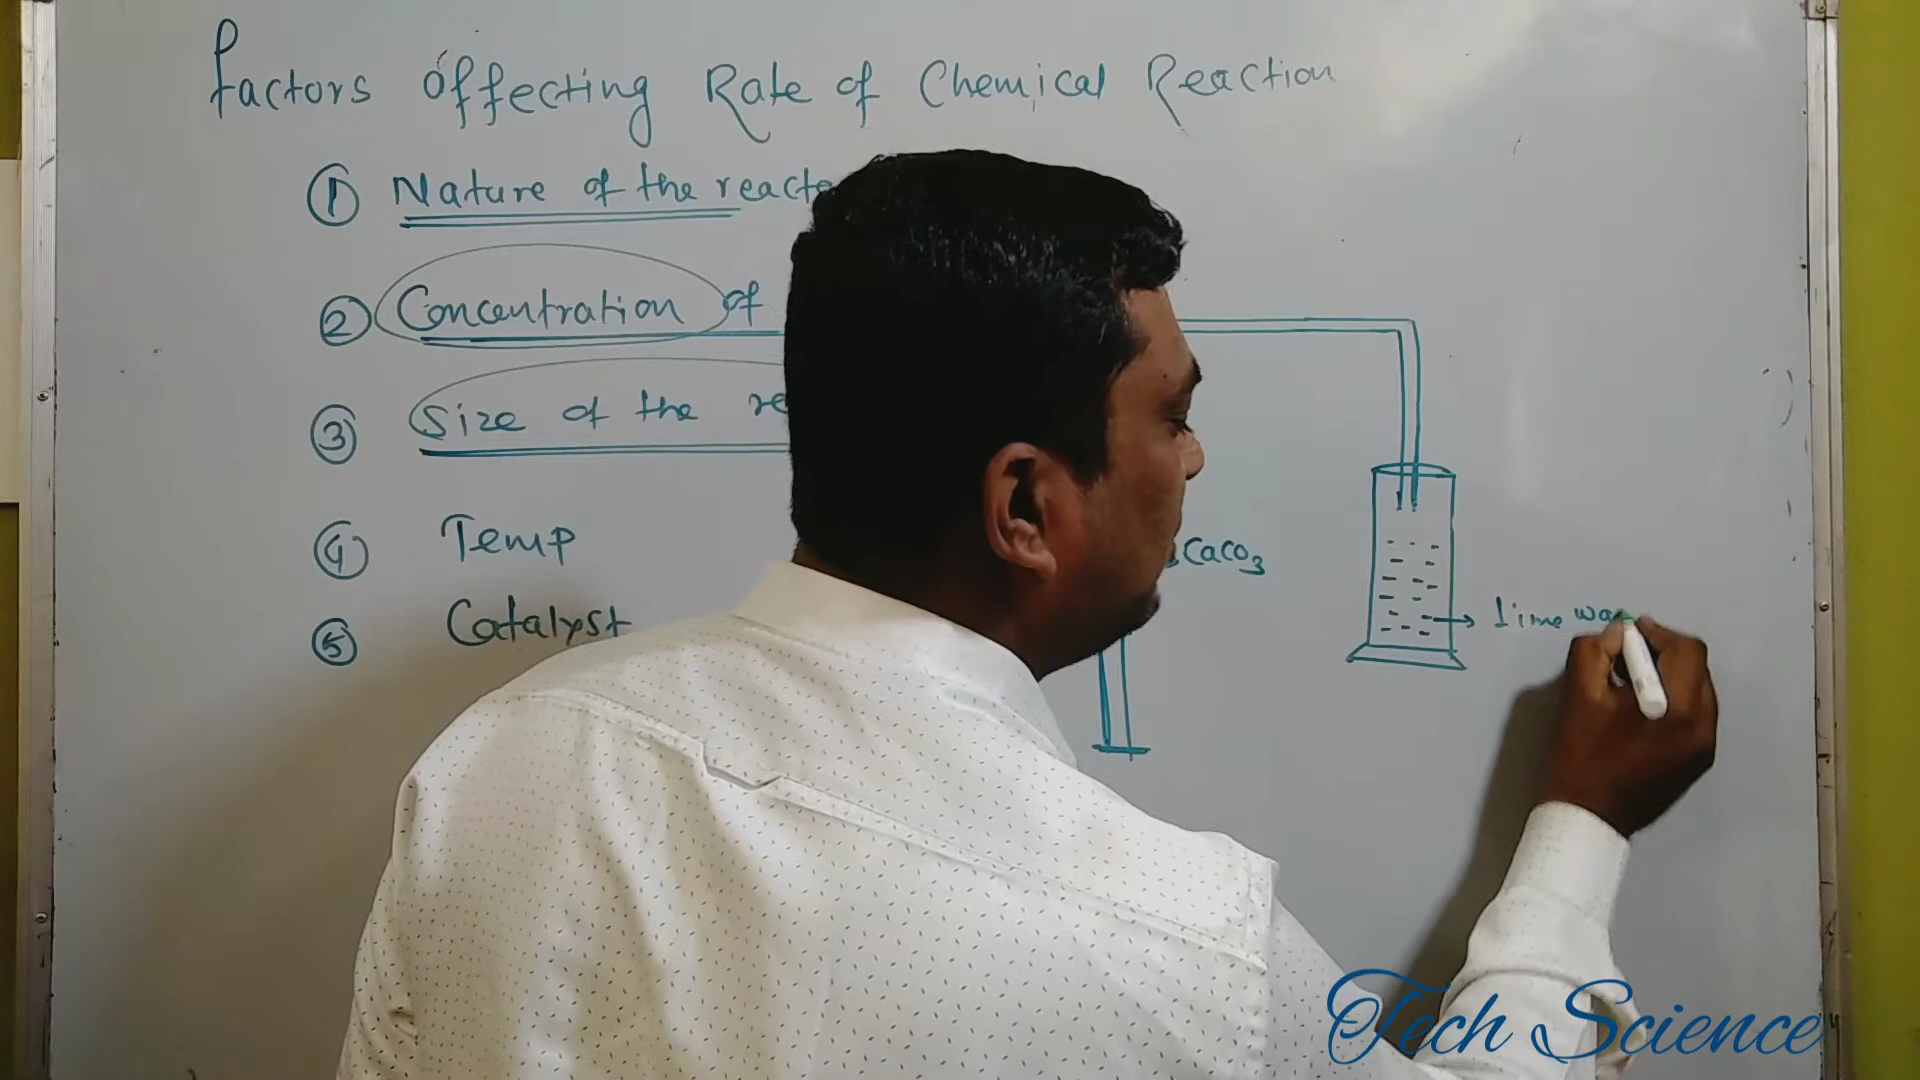 Factors Offecting Rate of Chemical Reaction
① Nature of the reacte
② Concentration of
③ Size of the re
④ Temp
⑤ Catalyst
CaCO3
lime wa
Tech Science